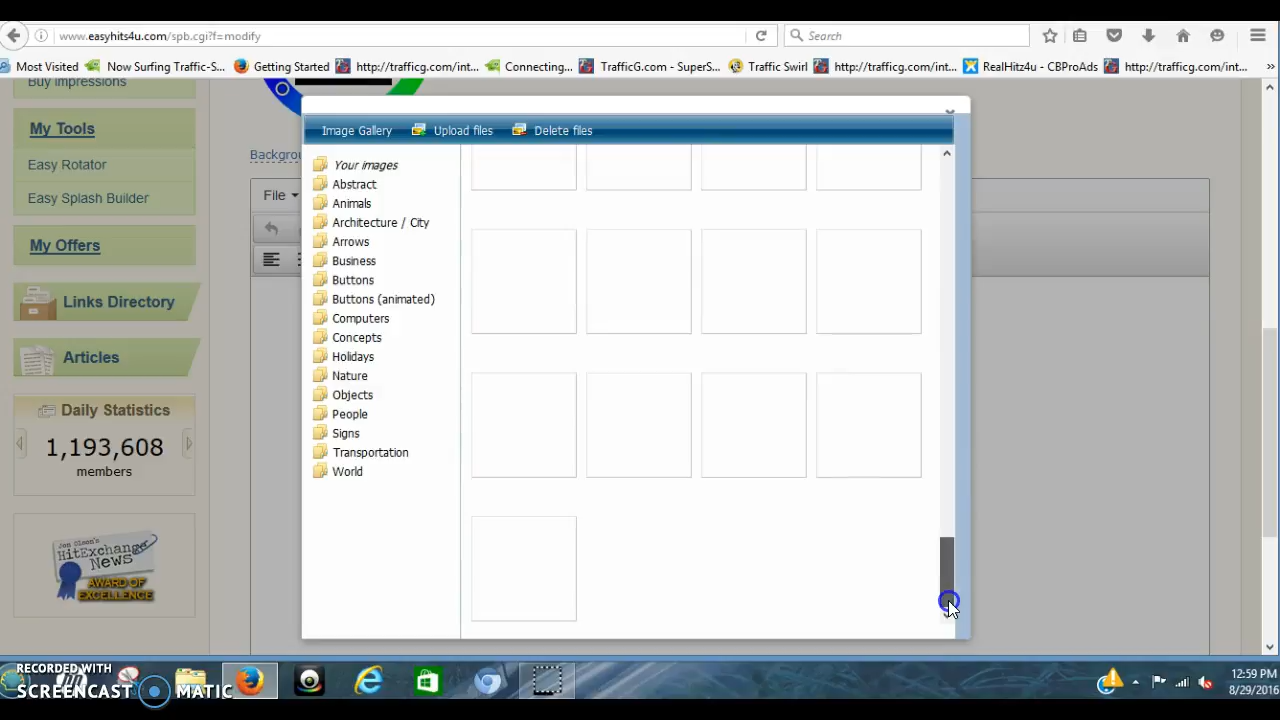 www.easyhits4u.com/spb.cgi?f=modify
Search
Most Visited
Now Surfing Traffic-S...
Getting Started
http://trafficg.com/int...
Connecting...
TrafficG.com - SuperS...
Traffic Swirl
http://trafficg.com/int...
RealHitz4u - CBProAds
http://trafficg.com/int...
»
Buy impressions
My Tools
Easy Rotator
Easy Splash Builder
My Offers
Links Directory
Articles
Daily Statistics
1,193,608
members
Jon Olson's
HitExchange
News
AWARD OF
EXCELLENCE
Backgrou
File
Image Gallery
Upload files
Delete files
Your images
Abstract
Animals
Architecture / City
Arrows
Business
Buttons
Buttons (animated)
Computers
Concepts
Holidays
Nature
Objects
People
Signs
Transportation
World
RECORDED WITH
SCREENCAST MATIC
12:59 PM
8/29/2016